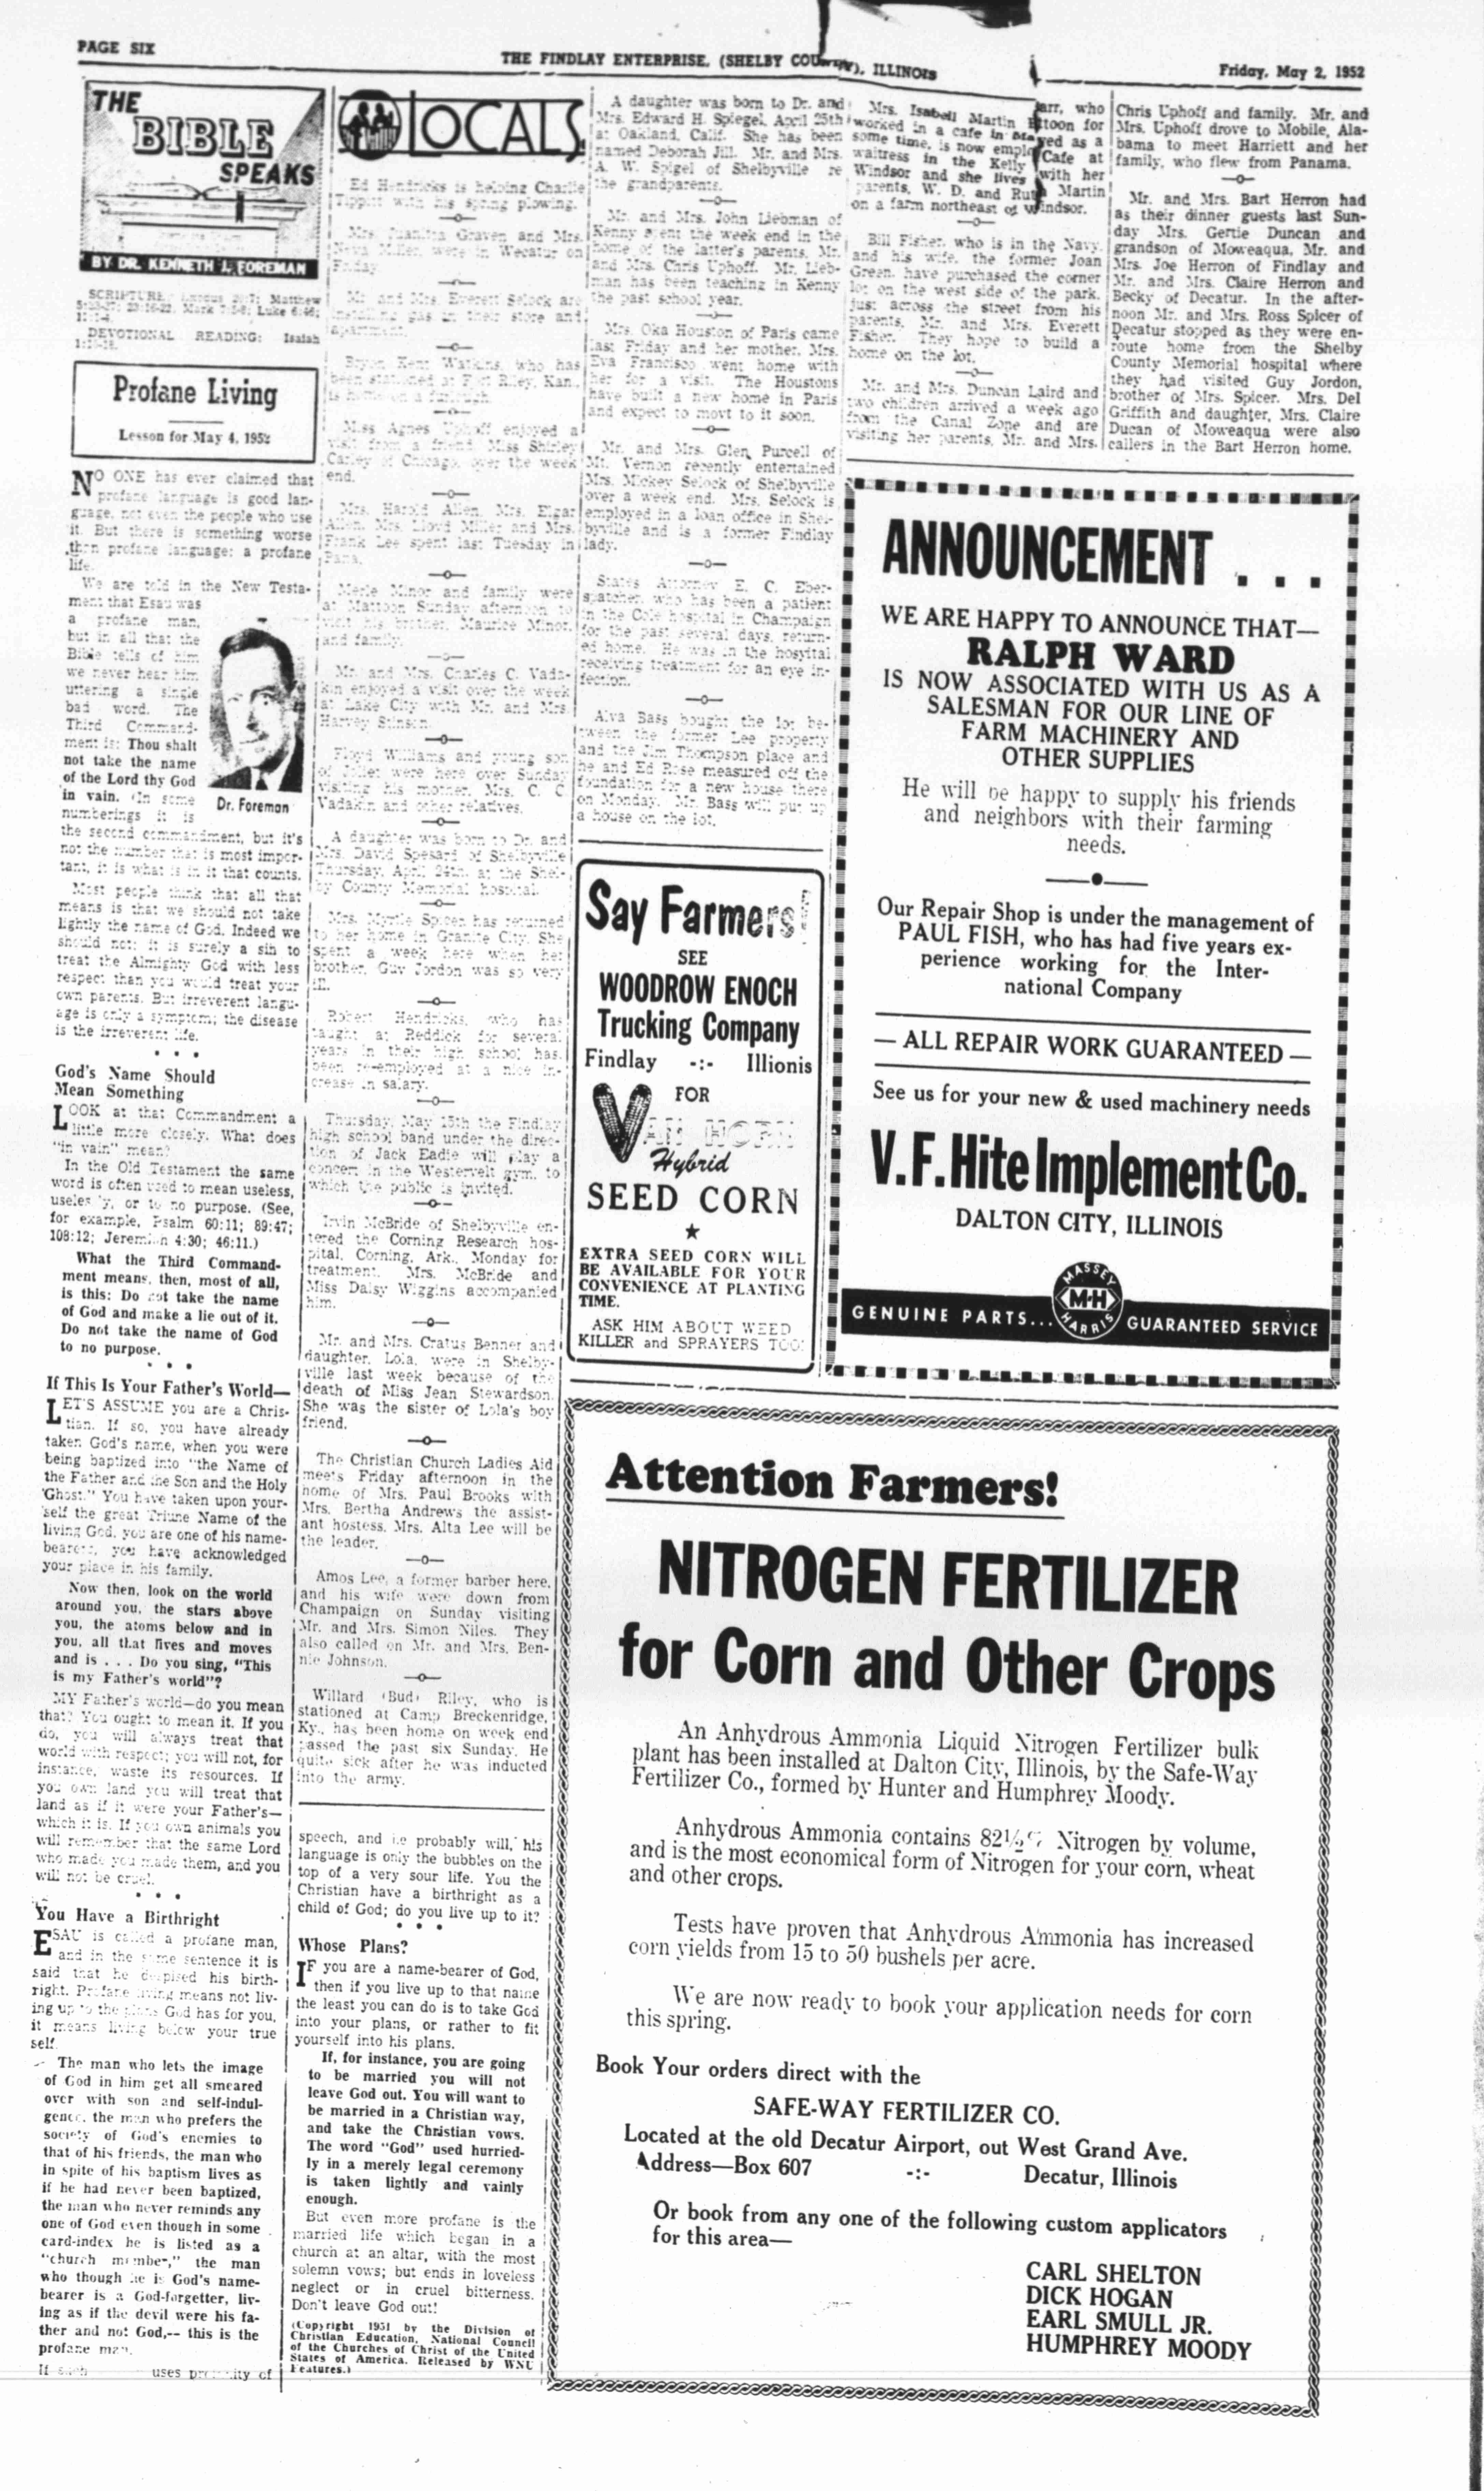 PAGE SIX
THE FINDLAY ENTERPRISE, (SHELBY COUNTY), ILLINOIS
Friday, May 2, 1952
THE
BIBLE
SPEAKS
BY DR. KENNETH J. FOREMAN
SCRIPTURE: 20:7; Matthew
Mark 7:5-8; Luke 6:46;
DEVOTIONAL READING: Isaiah
Profane Living
Lesson for May 4, 1952
NO ONE has ever claimed that
profane language is good lan-
guage, not even the people who use
it. But there is something worse
than profane language: a profane
life.
We are told in the New Testa-
ment that Esau was
a profane man,
but in all that the
Bible tells of him
we never hear him
uttering a single
bad word. The
Third Command-
ment is: Thou shalt
not take the name
of the Lord thy God
in vain. (In some
numberings it is
Dr. Foreman
the second commandment, but it's
not the number that is most impor-
tant, it is what is in it that counts.
Most people think that all that
means is that we should not take
lightly the name of God. Indeed we
should not; it is surely a sin to
treat the Almighty God with less
respect than you would treat your
own parents. But irreverent langu-
age is only a symptom; the disease
is the irreverent life.
• • •
God's Name Should
Mean Something
LOOK at that Commandment a
little more closely. What does
"in vain" mean?
In the Old Testament the same
word is often used to mean useless,
uselessly, or to no purpose. (See,
for example, Psalm 60:11; 89:47;
108:12; Jeremiah 4:30; 46:11.)
What the Third Command-
ment means, then, most of all,
is this: Do not take the name
of God and make a lie out of it.
Do not take the name of God
to no purpose.
• • •
If This Is Your Father's World—
LET'S ASSUME you are a Chris-
tian. If so, you have already
taken God's name, when you were
being baptized into "the Name of
the Father and the Son and the Holy
Ghost." You have taken upon your-
self the great Triune Name of the
living God, you are one of his name-
bearers, you have acknowledged
your place in his family.
Now then, look on the world
around you, the stars above
you, the atoms below and in
you, all that lives and moves
and is . . . Do you sing, "This
is my Father's world"?
MY Father's world—do you mean
that? You ought to mean it. If you
do, you will always treat that
world with respect; you will not, for
instance, waste its resources. If
you own land you will treat that
land as if it were your Father's—
which it is. If you own animals you
will remember that the same Lord
who made you made them, and you
will not be cruel.
• • •
You Have a Birthright
ESAU is called a profane man,
and in the same sentence it is
said that he despised his birth-
right. Profane living means not liv-
ing up to the plans God has for you,
it means living below your true
self.
The man who lets the image
of God in him get all smeared
over with son and self-indul-
gence, the man who prefers the
society of God's enemies to
that of his friends, the man who
in spite of his baptism lives as
if he had never been baptized,
the man who never reminds any
one of God even though in some
card-index he is listed as a
"church member," the man
who though he is God's name-
bearer is a God-forgetter, liv-
ing as if the devil were his fa-
ther and not God,-- this is the
profane man.
If such uses profanity of
LOCALS
Ed Hendricks is helping Charlie
Tippit with his spring plowing.
—o—
Mrs. Juanita Graven and Mrs.
Neva Millen were in Wecatur on
Friday.
—o—
Mr. and Mrs. Everett Selock are
installing gas in their store and
apartment.
—o—
Bryon Kent Watkins, who has
been stationed at Fort Riley, Kan.,
is home on a furlough.
—o—
Miss Agnes Uphoff enjoyed a
visit from a friend, Miss Shirley
Carley of Chicago, over the week
end.
—o—
Mrs. Harold Allen, Mrs. Elgar
Allen, Mrs. Lloyd Miller and Mrs.
Frank Lee spent last Tuesday in
Pana.
—o—
Merle Minor and family were
at Mattoon Sunday afternoon to
visit his brother, Maurice Minor,
and family.
—o—
Mr. and Mrs. Charles C. Vada-
kin enjoyed a visit over the week
at Lake City with Mr. and Mrs.
Harvey Stinson.
—o—
Floyd Williams and young son
of Joliet were here over Sunday
visiting his mother, Mrs. C. C.
Vadakin and other relatives.
—o—
A daughter was born to Dr. and
Mrs. David Spesard of Shelbyville
Thursday, April 24th, at the Shel-
by County Memorial hospital.
—o—
Mrs. Myrtle Spicer has returned
to her home in Granite City. She
spent a week here when her
brother, Guy Jordon was so very
ill.
—o—
Robert Hendricks, who has
taught at Reddick for several
years in their high school has
been re-employed at a nice in-
crease in salary.
—o—
Thursday, May 15th the Findlay
high school band under the direc-
tion of Jack Eadie will play a
concert in the Westervelt gym, to
which the public is invited.
—o—
Irvin McBride of Shelbyville en-
tered the Corning Research hos-
pital, Corning, Ark., Monday for
treatment. Mrs. McBride and
Miss Daisy Wiggins accompanied
him.
—o—
Mr. and Mrs. Cratus Benner and
daughter, Lola, were in Shelby-
ville last week because of the
death of Miss Jean Stewardson.
She was the sister of Lola's boy
friend.
—o—
The Christian Church Ladies Aid
meets Friday afternoon in the
home of Mrs. Paul Brooks with
Mrs. Bertha Andrews the assist-
ant hostess. Mrs. Alta Lee will be
the leader.
—o—
Amos Lee, a former barber here,
and his wife were down from
Champaign on Sunday visiting
Mr. and Mrs. Simon Niles. They
also called on Mr. and Mrs. Ben-
nie Johnson.
—o—
Willard (Bud) Riley, who is
stationed at Camp Breckenridge,
Ky., has been home on week end
passed the past six Sunday. He
quite sick after he was inducted
into the army.
speech, and he probably will, his
language is only the bubbles on the
top of a very sour life. You the
Christian have a birthright as a
child of God; do you live up to it?
• • •
Whose Plans?
IF you are a name-bearer of God,
then if you live up to that name
the least you can do is to take God
into your plans, or rather to fit
yourself into his plans.
If, for instance, you are going
to be married you will not
leave God out. You will want to
be married in a Christian way,
and take the Christian vows.
The word "God" used hurried-
ly in a merely legal ceremony
is taken lightly and vainly
enough.
But even more profane is the
married life which began in a
church at an altar, with the most
solemn vows; but ends in loveless
neglect or in cruel bitterness.
Don't leave God out!
(Copyright 1951 by the Division of
Christian Education, National Council
of the Churches of Christ of the United
States of America. Released by WNU
Features.)
A daughter was born to Dr. and
Mrs. Edward H. Spiegel, April 25th
at Oakland, Calif. She has been
named Deborah Jill. Mr. and Mrs.
A. W. Spigel of Shelbyville re
the grandparents.
—o—
Mr. and Mrs. John Liebman of
Kenny spent the week end in the
home of the latter's parents, Mr.
and Mrs. Chris Uphoff. Mr. Lieb-
man has been teaching in Kenny
the past school year.
—o—
Mrs. Oka Houston of Paris came
last Friday and her mother, Mrs.
Eva Francisco went home with
her for a visit. The Houstons
have built a new home in Paris
and expect to movt to it soon.
—o—
Mr. and Mrs. Glen Purcell of
Mt. Vernon recently entertained
Mrs. Mickey Selock of Shelbyville
over a week end. Mrs. Selock is
employed in a loan office in Shel-
byville and is a former Findlay
lady.
—o—
States Attorney E. C. Eber-
spatcher, who has been a patient
in the Cole hospital in Champaign
for the past several days, return-
ed home. He was in the hosyital
receiving treatment for an eye in-
fection.
—o—
Alva Bass bought the lot be-
tween the former Lee property
and the Jim Thompson place and
he and Ed Rose measured off the
foundation for a new house there
on Monday. Mr. Bass will put up
a house on the lot.
Say Farmers!
SEE
WOODROW ENOCH
Trucking Company
Findlay -:- Illionis
FOR
VAN HORN
Hybrid
SEED CORN
★
EXTRA SEED CORN WILL
BE AVAILABLE FOR YOUR
CONVENIENCE AT PLANTING
TIME.
ASK HIM ABOUT WEED
KILLER and SPRAYERS TOO!
Mrs. Isabell Martin arr, who
worked in a cafe in toon for
some time, is now employed as a
waitress in the Kelly Cafe at
Windsor and she lives with her
parents, W. D. and Ruth Martin
on a farm northeast of Windsor.
—o—
Bill Fisher, who is in the Navy,
and his wife, the former Joan
Green, have purchased the corner
lot on the west side of the park,
just across the street from his
parents, Mr. and Mrs. Everett
Fisher. They hope to build a
home on the lot.
—o—
Mr. and Mrs. Duncan Laird and
two children arrived a week ago
from the Canal Zone and are
visiting her parents, Mr. and Mrs.
Chris Uphoff and family. Mr. and
Mrs. Uphoff drove to Mobile, Ala-
bama to meet Harriett and her
family, who flew from Panama.
—o—
Mr. and Mrs. Bart Herron had
as their dinner guests last Sun-
day Mrs. Gertie Duncan and
grandson of Moweaqua, Mr. and
Mrs. Joe Herron of Findlay and
Mr. and Mrs. Claire Herron and
Becky of Decatur. In the after-
noon Mr. and Mrs. Ross Spicer of
Decatur stopped as they were en-
route home from the Shelby
County Memorial hospital where
they had visited Guy Jordon,
brother of Mrs. Spicer. Mrs. Del
Griffith and daughter, Mrs. Claire
Ducan of Moweaqua were also
callers in the Bart Herron home.
ANNOUNCEMENT . . .
WE ARE HAPPY TO ANNOUNCE THAT—
RALPH WARD
IS NOW ASSOCIATED WITH US AS A
SALESMAN FOR OUR LINE OF
FARM MACHINERY AND
OTHER SUPPLIES
He will be happy to supply his friends
and neighbors with their farming
needs.
Our Repair Shop is under the management of
PAUL FISH, who has had five years ex-
perience working for the Inter-
national Company
— ALL REPAIR WORK GUARANTEED —
See us for your new & used machinery needs
V.F. Hite Implement Co.
DALTON CITY, ILLINOIS
GENUINE PARTS... MASSEY M-H HARRIS GUARANTEED SERVICE
Attention Farmers!
NITROGEN FERTILIZER
for Corn and Other Crops
An Anhydrous Ammonia Liquid Nitrogen Fertilizer bulk
plant has been installed at Dalton City, Illinois, by the Safe-Way
Fertilizer Co., formed by Hunter and Humphrey Moody.
Anhydrous Ammonia contains 82½% Nitrogen by volume,
and is the most economical form of Nitrogen for your corn, wheat
and other crops.
Tests have proven that Anhydrous Ammonia has increased
corn yields from 15 to 50 bushels per acre.
We are now ready to book your application needs for corn
this spring.
Book Your orders direct with the
SAFE-WAY FERTILIZER CO.
Located at the old Decatur Airport, out West Grand Ave.
Address—Box 607 -:- Decatur, Illinois
Or book from any one of the following custom applicators
for this area—
CARL SHELTON
DICK HOGAN
EARL SMULL JR.
HUMPHREY MOODY